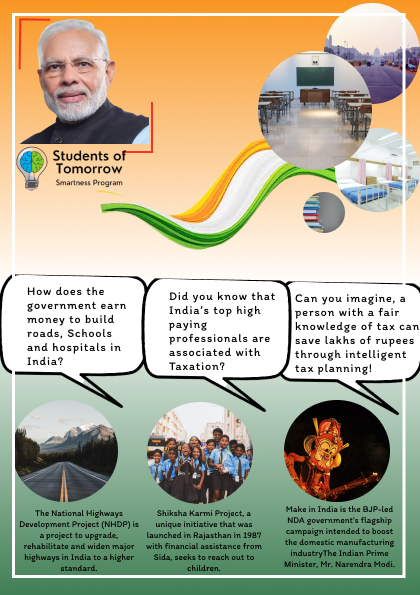 Students of
Tomorrow
Smartness Program
How does the
government earn
money to build
roads, Schools
and hospitals in
India?
Did you know that
India's top high
paying
professionals are
associated with
Taxation?
Can you imagine, a
person with a fair
knowledge of tax can
save lakhs of rupees
through intelligent
tax planning!
The National Highways
Development Project (NHDP) is
a project to upgrade,
rehabilitate and widen major
highways in India to a higher
standard.
Shiksha Karmi Project, a
unique initiative that was
launched in Rajasthan in 1987
with financial assistance from
Sida, seeks to reach out to
children.
Make in India is the BJP-led
NDA government's flagship
campaign intended to boost
the domestic manufacturing
industryThe Indian Prime
Minister, Mr. Narendra Modi.